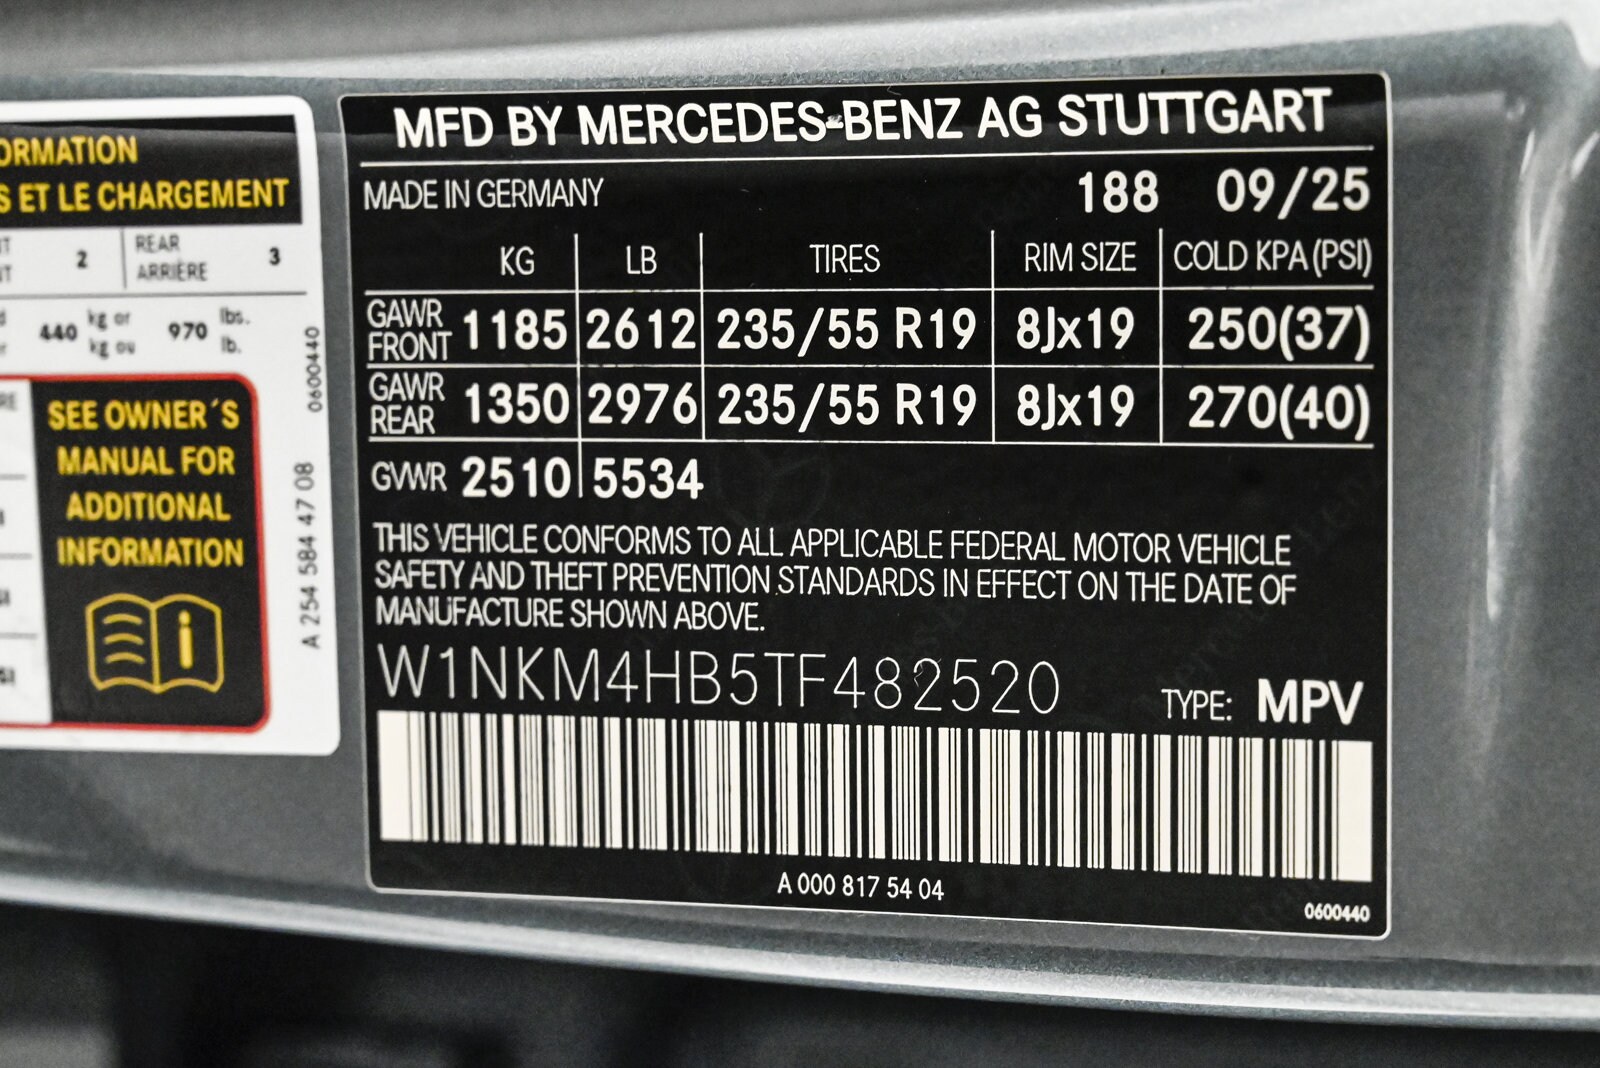 ORMATION
S ET LE CHARGEMENT
2 REAR 3
ARRIÈRE
440 kg or 970 lbs.
kg ou lb.
SEE OWNER´S
MANUAL FOR
ADDITIONAL
INFORMATION
i
0600440
A 254 584 47 08
MFD BY MERCEDES-BENZ AG STUTTGART
MADE IN GERMANY 188 09/25
KG LB TIRES RIM SIZE COLD KPA (PSI)
GAWR FRONT 1185 2612 235/55 R19 8Jx19 250(37)
GAWR REAR 1350 2976 235/55 R19 8Jx19 270(40)
GVWR 2510 5534
THIS VEHICLE CONFORMS TO ALL APPLICABLE FEDERAL MOTOR VEHICLE
SAFETY AND THEFT PREVENTION STANDARDS IN EFFECT ON THE DATE OF
MANUFACTURE SHOWN ABOVE.
W1NKM4HB5TF482520 TYPE: MPV
A 000 817 54 04
0600440